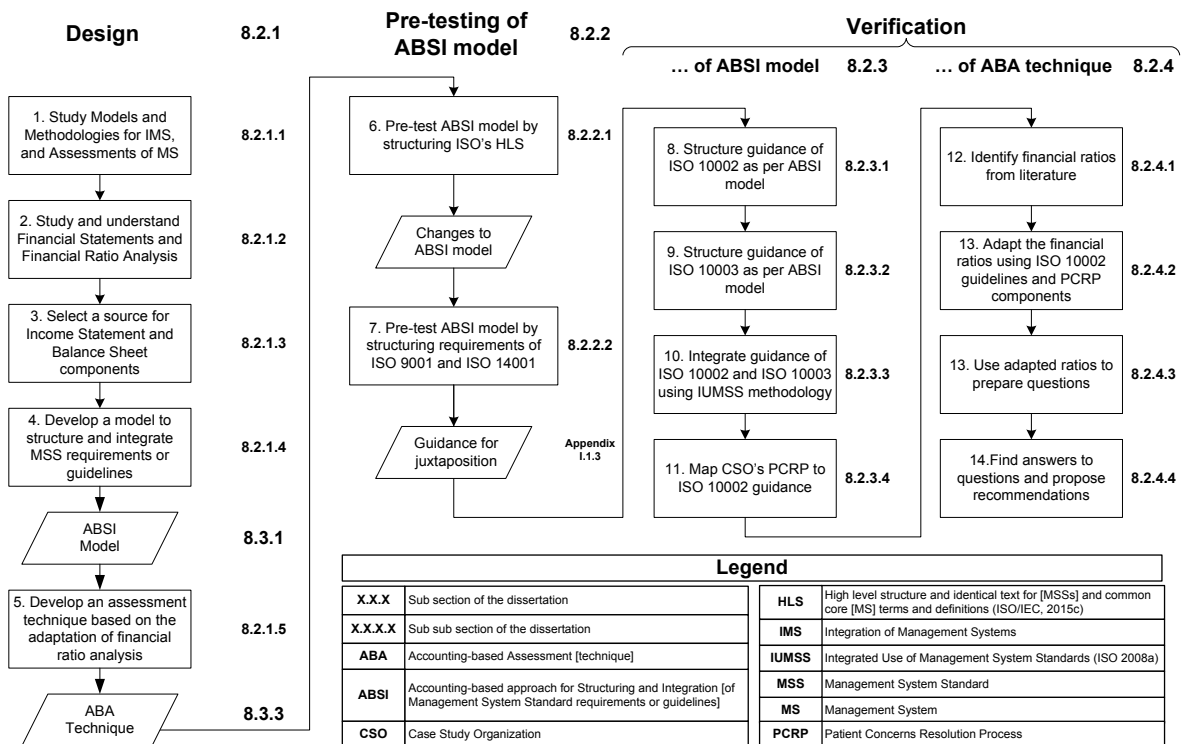 Design
8.2.1
1. Study Models and
Methodologies for IMS,
and Assessments of MS
8.2.1.1
2. Study and understand
Financial Statements and
Financial Ratio Analysis
8.2.1.2
3. Select a source for
Income Statement and
Balance Sheet
components
8.2.1.3
4. Develop a model to
structure and integrate
MSS requirements or
guidelines
8.2.1.4
ABSI
Model
8.3.1
5. Develop an assessment
technique based on the
adaptation of financial
ratio analysis
8.2.1.5
ABA
Technique
8.3.3
Pre-testing of
ABSI model
8.2.2
6. Pre-test ABSI model by
structuring ISO's HLS
8.2.2.1
Changes to
ABSI model
7. Pre-test ABSI model by
structuring requirements of
ISO 9001 and ISO 14001
8.2.2.2
Guidance for
juxtaposition
Appendix
I.1.3
Verification
... of ABSI model
8.2.3
8. Structure guidance of
ISO 10002 as per ABSI
model
8.2.3.1
9. Structure guidance of
ISO 10003 as per ABSI
model
8.2.3.2
10. Integrate guidance of
ISO 10002 and ISO 10003
using IUMSS methodology
8.2.3.3
11. Map CSO's PCRP to
ISO 10002 guidance
8.2.3.4
... of ABA technique
8.2.4
12. Identify financial ratios
from literature
8.2.4.1
13. Adapt the financial
ratios using ISO 10002
guidelines and PCRP
components
8.2.4.2
13. Use adapted ratios to
prepare questions
8.2.4.3
14.Find answers to
questions and propose
recommendations
8.2.4.4
Legend
X.X.X Sub section of the dissertation
X.X.X.X Sub sub section of the dissertation
ABA Accounting-based Assessment [technique]
ABSI Accounting-based approach for Structuring and Integration [of
Management System Standard requirements or guidelines]
CSO Case Study Organization
HLS High level structure and identical text for [MSSs] and common
core [MS] terms and definitions (ISO/IEC, 2015c)
IMS Integration of Management Systems
IUMSS Integrated Use of Management System Standards (ISO 2008a)
MSS Management System Standard
MS Management System
PCRP Patient Concerns Resolution Process